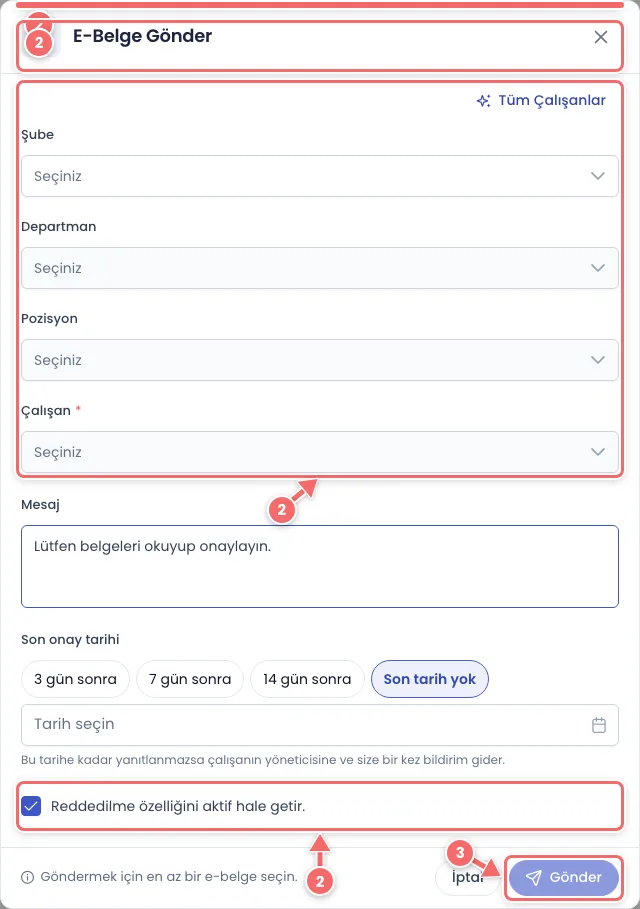 2
E-Belge Gönder
Tüm Çalışanlar
Şube
Seçiniz
Departman
Seçiniz
Pozisyon
Seçiniz
Çalışan *
Seçiniz
2
Mesaj
Lütfen belgeleri okuyup onaylayın.
Son onay tarihi
3 gün sonra 7 gün sonra 14 gün sonra Son tarih yok
Tarih seçin
Bu tarihe kadar yanıtlanmazsa çalışanın yöneticisine ve size bir kez bildirim gider.
Reddedilme özelliğini aktif hale getir.
3
Göndermek için en az bir e-belge seçin. 2 İptal Gönder